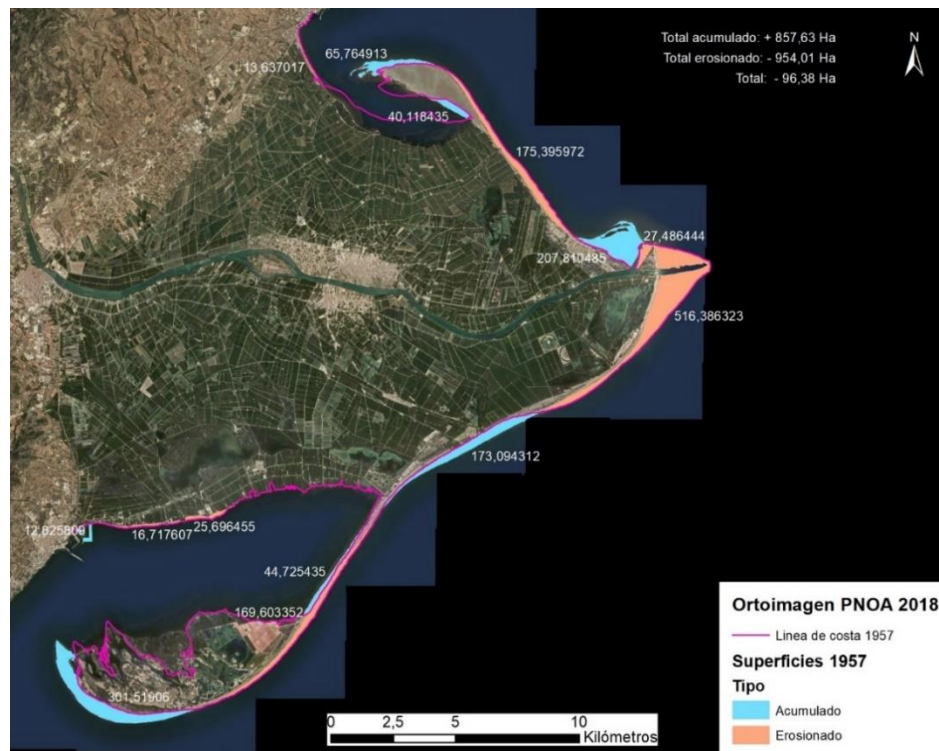 Total acumulado: + 857,63 Ha
Total erosionado: - 954,01 Ha
Total: - 96,38 Ha
N
65,764913
13,637017
40,118435
175,395972
27,486444
207,810485
516,386323
173,094312
12,825809
16,717607
25,696455
44,725435
169,603352
301,51906
Ortoimagen PNOA 2018
Linea de costa 1957
Superficies 1957
Tipo
Acumulado
Erosionado
0 2,5 5 10
Kilómetros